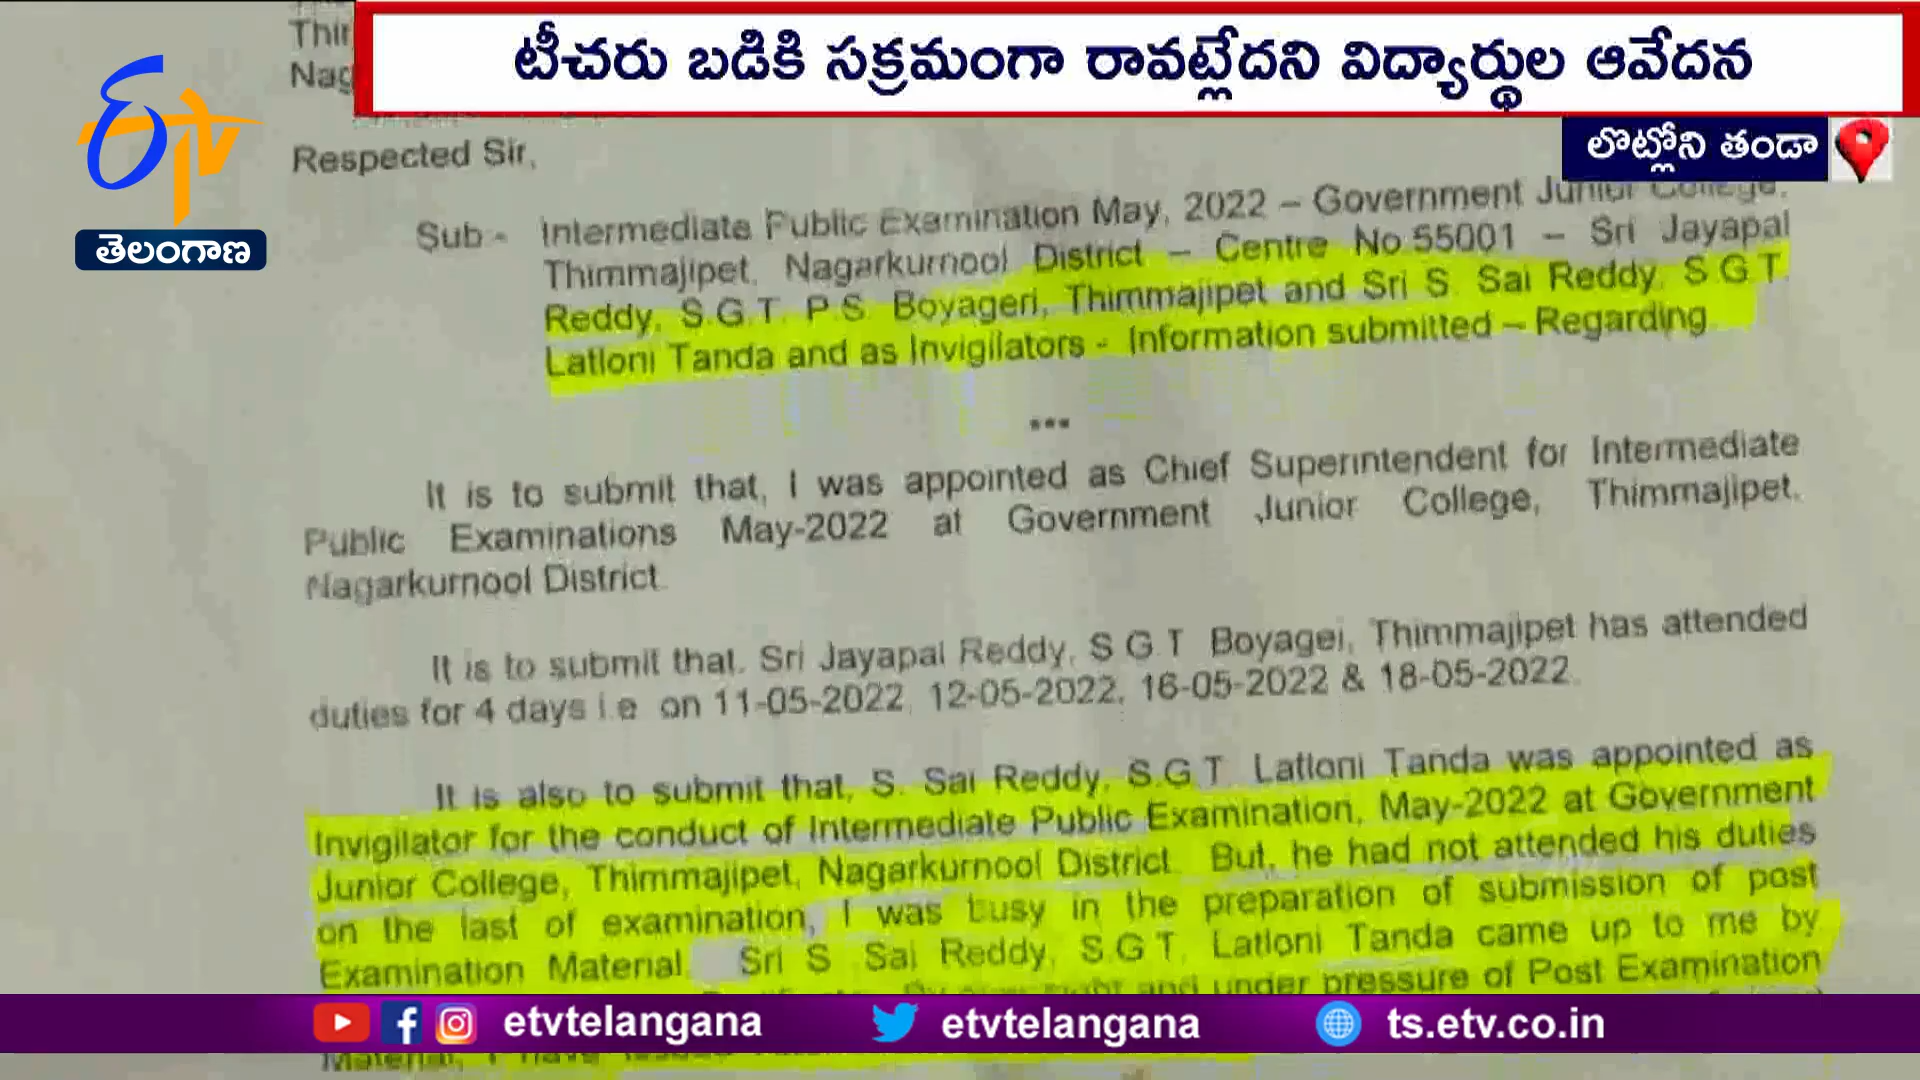 టీచరు బడికి సక్రమంగా రావట్లేదని విద్యార్థుల ఆవేదన
లొట్లోని తండా
ETV
తెలంగాణ
Respected Sir,
Sub - Intermediate Public Examination May, 2022 – Government Junior College,
Thimmajipet, Nagarkurnool District – Centre No.55001 – Sri Jayapal
Reddy, S.G.T. P.S. Boyageri, Thimmajipet and Sri S. Sai Reddy, S.G.T.
Latloni Tanda and as Invigilators - Information submitted – Regarding
***
It is to submit that, I was appointed as Chief Superintendent for Intermediate
Public Examinations May-2022 at Government Junior College, Thimmajipet,
Nagarkurnool District.
It is to submit that, Sri Jayapal Reddy, S.G.T. Boyagei, Thimmajipet has attended
duties for 4 days i.e. on 11-05-2022, 12-05-2022, 16-05-2022 & 18-05-2022.
It is also to submit that, S. Sai Reddy, S.G.T. Latloni Tanda was appointed as
Invigilator for the conduct of Intermediate Public Examination, May-2022 at Government
Junior College, Thimmajipet, Nagarkurnool District. But, he had not attended his duties
on the last of examination, I was busy in the preparation of submission of post
Examination Material. Sri S. Sai Reddy, S.G.T. Latloni Tanda came up to me by
and under pressure of Post Examination
Material, I have issued
etvtelangana
etvtelangana
ts.etv.co.in